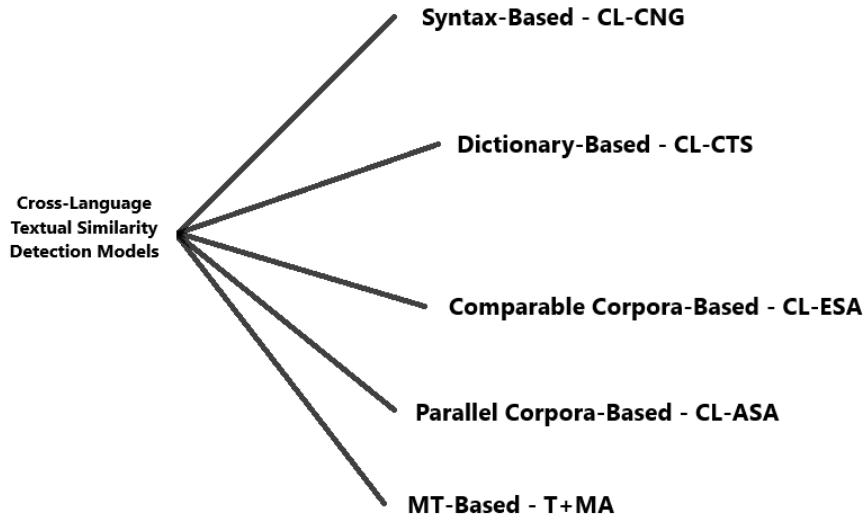 Syntax-Based - CL-CNG
Dictionary-Based - CL-CTS
Cross-Language
Textual Similarity
Detection Models
Comparable Corpora-Based - CL-ESA
Parallel Corpora-Based - CL-ASA
MT-Based - T+MA